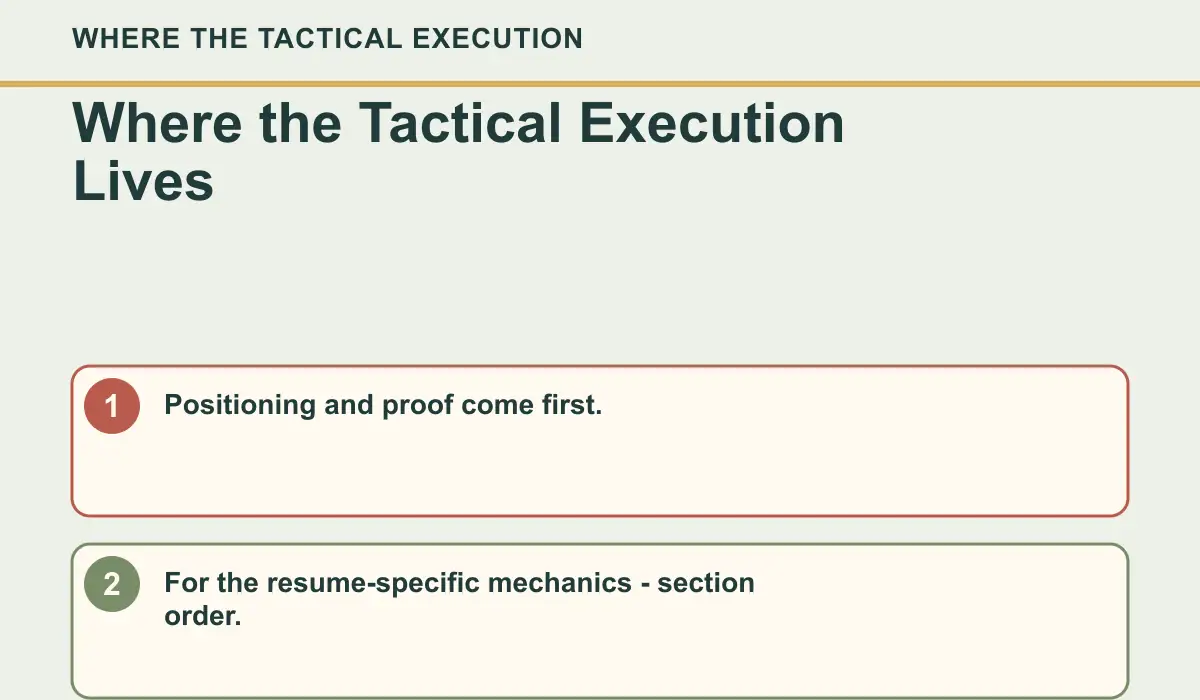 WHERE THE TACTICAL EXECUTION
Where the Tactical Execution
Lives
1
Positioning and proof come first.
2
For the resume-specific mechanics - section
order.